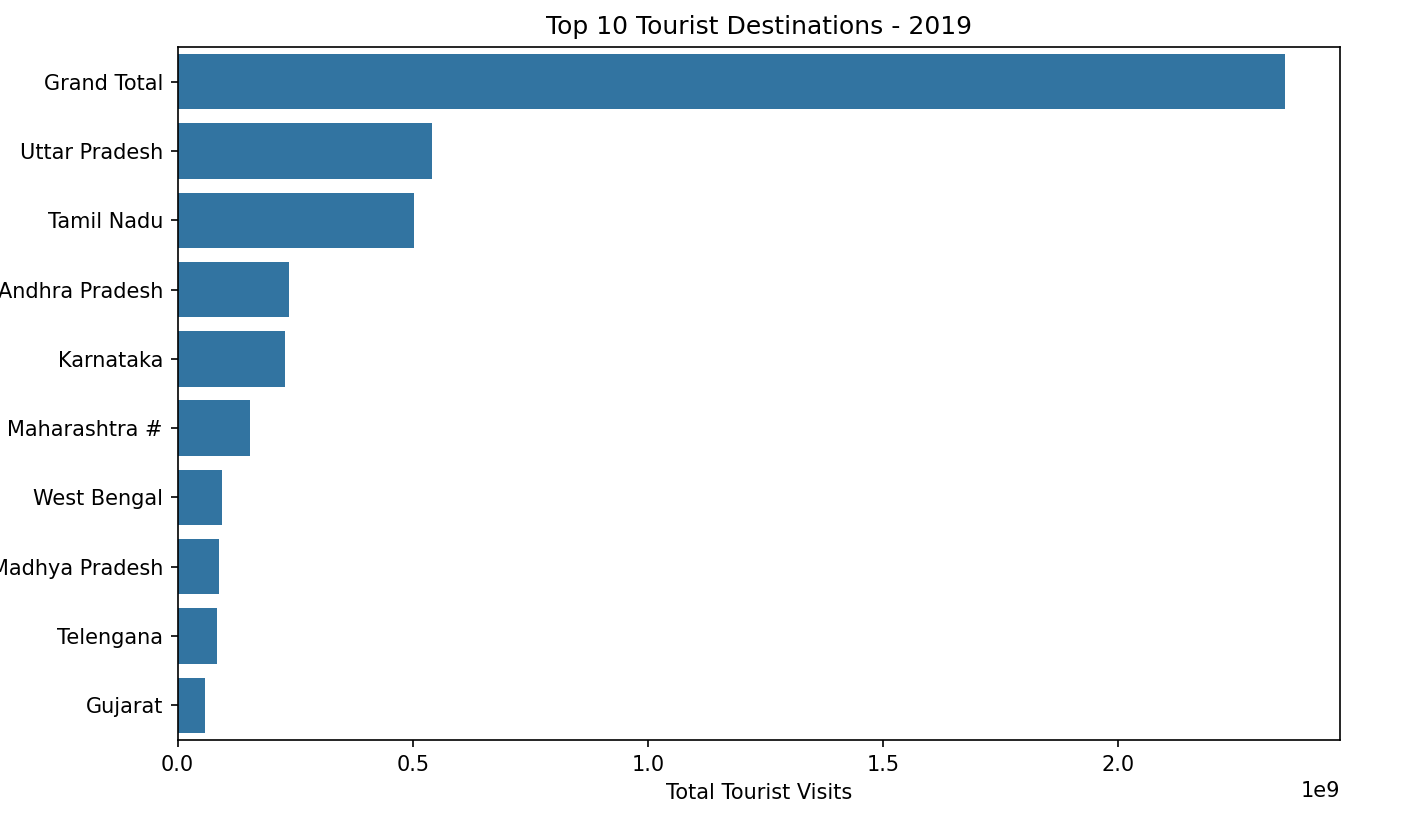 Top 10 Tourist Destinations - 2019
Grand Total
Uttar Pradesh
Tamil Nadu
Andhra Pradesh
Karnataka
Maharashtra #
West Bengal
Madhya Pradesh
Telengana
Gujarat
0.0 0.5 1.0 1.5 2.0
1e9
Total Tourist Visits